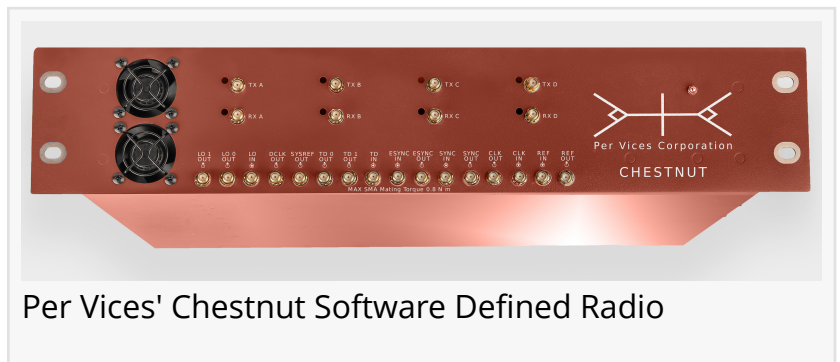 TX A
TX B
TX C
TX D
RX A
RX B
RX C
RX D
Per Vices Corporation
CHESTNUT
LO 1 OUT
LO 0 OUT
LO IN
DCLK OUT
SYSREF OUT
TD 0 OUT
TD 1 OUT
TD IN
ESYNC IN
ESYNC OUT
SYNC IN
SYNC OUT
CLK OUT
CLK IN
REF IN
REF OUT
MAX SMA Mating Torque 0.8 N m
Per Vices' Chestnut Software Defined Radio